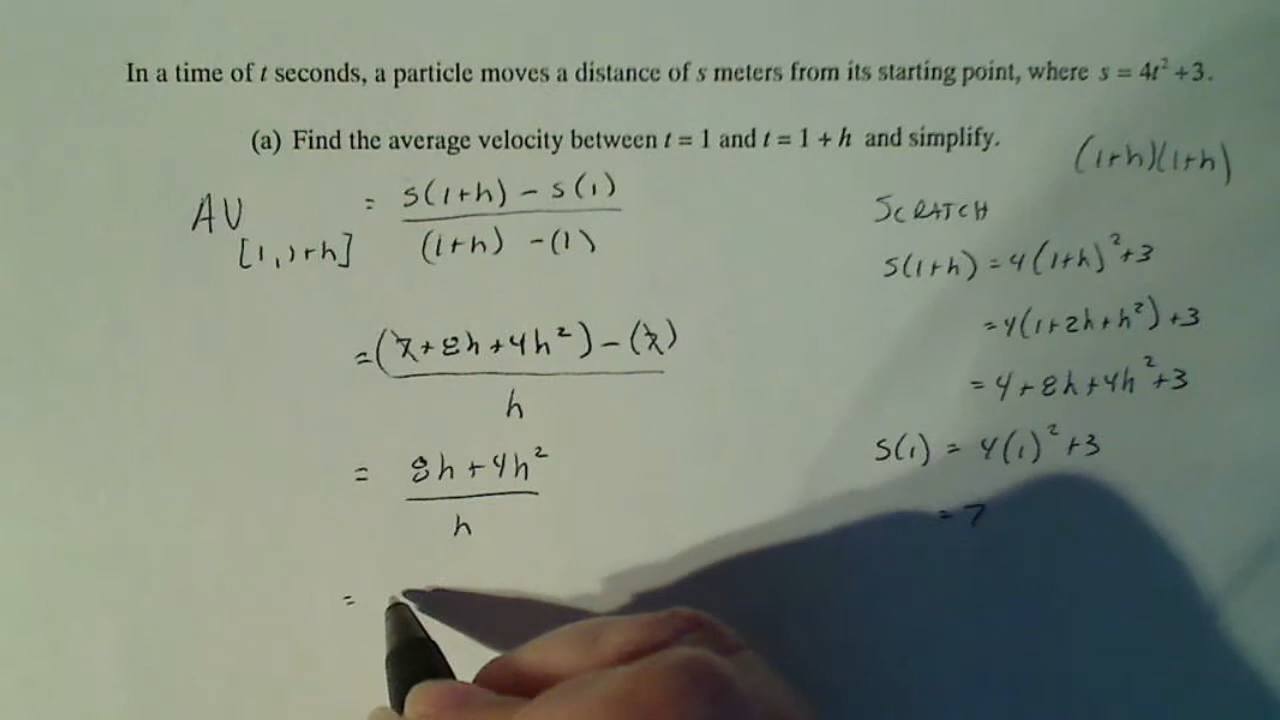 In a time of t seconds, a particle moves a distance of s meters from its starting point, where s = 4t² + 3.
(a) Find the average velocity between t = 1 and t = 1 + h and simplify.
(1+h)(1+h)
AV [1, 1+h] = s(1+h) - s(1)
(1+h) - (1)
= (7+8h+4h²) - (7)
h
= 8h+4h²
h
=
SCRATCH
s(1+h) = 4(1+h)²+3
= 4(1+2h+h²)+3
= 4+8h+4h²+3
s(1) = 4(1)²+3
= 7